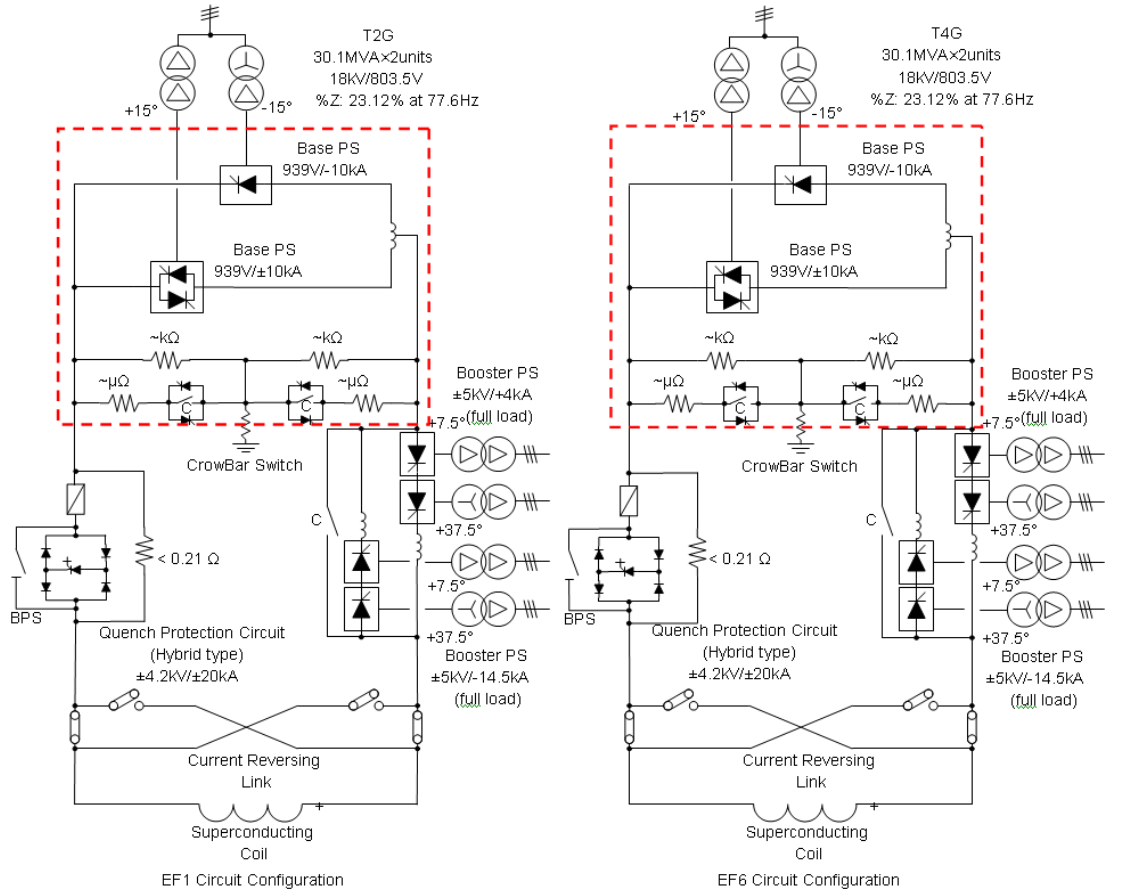 T2G
30.1MVA×2units
18kV/803.5V
%Z: 23.12% at 77.6Hz
+15°
-15°
Base PS
939V/-10kA
Base PS
939V/±10kA
~kΩ
~kΩ
~μΩ
~μΩ
C
C
CrowBar Switch
Booster PS
±5kV/+4kA
(full load)
+7.5°
+37.5°
C
+7.5°
+37.5°
Booster PS
±5kV/-14.5kA
(full load)
< 0.21 Ω
BPS
+
Quench Protection Circuit
(Hybrid type)
±4.2kV/±20kA
Current Reversing
Link
+
Superconducting
Coil
EF1 Circuit Configuration
T4G
30.1MVA×2units
18kV/803.5V
%Z: 23.12% at 77.6Hz
+15°
-15°
Base PS
939V/-10kA
Base PS
939V/±10kA
~kΩ
~kΩ
~μΩ
~μΩ
C
C
CrowBar Switch
Booster PS
±5kV/+4kA
(full load)
+7.5°
+37.5°
C
+7.5°
+37.5°
Booster PS
±5kV/-14.5kA
(full load)
< 0.21 Ω
BPS
+
Quench Protection Circuit
(Hybrid type)
±4.2kV/±20kA
Current Reversing
Link
+
Superconducting
Coil
EF6 Circuit Configuration